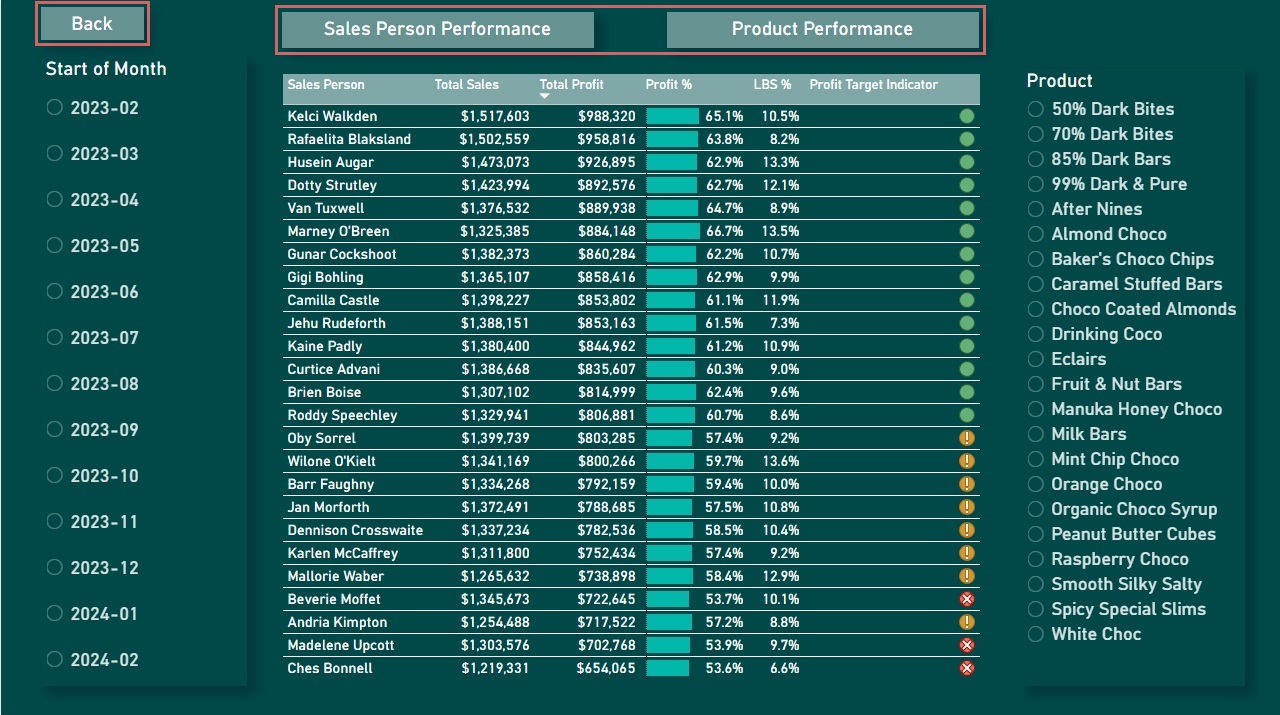 Back
Sales Person Performance
Product Performance
Start of Month
2023-02
2023-03
2023-04
2023-05
2023-06
2023-07
2023-08
2023-09
2023-10
2023-11
2023-12
2024-01
2024-02
Sales Person Total Sales Total Profit Profit % LBS % Profit Target Indicator
Kelci Walkden $1,517,603 $988,320 65.1% 10.5%
Rafaelita Blaksland $1,502,559 $958,816 63.8% 8.2%
Husein Augar $1,473,073 $926,895 62.9% 13.3%
Dotty Strutley $1,423,994 $892,576 62.7% 12.1%
Van Tuxwell $1,376,532 $889,938 64.7% 8.9%
Marney O'Breen $1,325,385 $884,148 66.7% 13.5%
Gunar Cockshoot $1,382,373 $860,284 62.2% 10.7%
Gigi Bohling $1,365,107 $858,416 62.9% 9.9%
Camilla Castle $1,398,227 $853,802 61.1% 11.9%
Jehu Rudeforth $1,388,151 $853,163 61.5% 7.3%
Kaine Padly $1,380,400 $844,962 61.2% 10.9%
Curtice Advani $1,386,668 $835,607 60.3% 9.0%
Brien Boise $1,307,102 $814,999 62.4% 9.6%
Roddy Speechley $1,329,941 $806,881 60.7% 8.6%
Oby Sorrel $1,399,739 $803,285 57.4% 9.2%
Wilone O'Kielt $1,341,169 $800,266 59.7% 13.6%
Barr Faughny $1,334,268 $792,159 59.4% 10.0%
Jan Morforth $1,372,491 $788,685 57.5% 10.8%
Dennison Crosswaite $1,337,234 $782,536 58.5% 10.4%
Karlen McCaffrey $1,311,800 $752,434 57.4% 9.2%
Mallorie Waber $1,265,632 $738,898 58.4% 12.9%
Beverie Moffet $1,345,673 $722,645 53.7% 10.1%
Andria Kimpton $1,254,488 $717,522 57.2% 8.8%
Madelene Upcott $1,303,576 $702,768 53.9% 9.7%
Ches Bonnell $1,219,331 $654,065 53.6% 6.6%
Product
50% Dark Bites
70% Dark Bites
85% Dark Bars
99% Dark & Pure
After Nines
Almond Choco
Baker's Choco Chips
Caramel Stuffed Bars
Choco Coated Almonds
Drinking Coco
Eclairs
Fruit & Nut Bars
Manuka Honey Choco
Milk Bars
Mint Chip Choco
Orange Choco
Organic Choco Syrup
Peanut Butter Cubes
Raspberry Choco
Smooth Silky Salty
Spicy Special Slims
White Choc